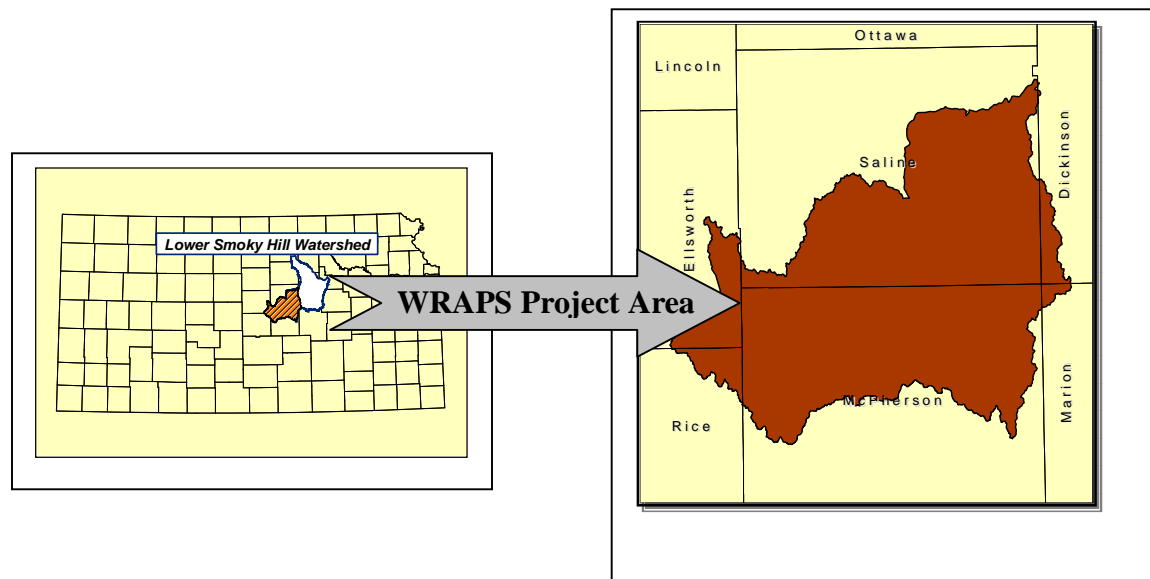 Lower Smoky Hill Watershed
WRAPS Project Area
Ottawa
Lincoln
Saline
Dickinson
Ellsworth
McPherson
Rice
Marion